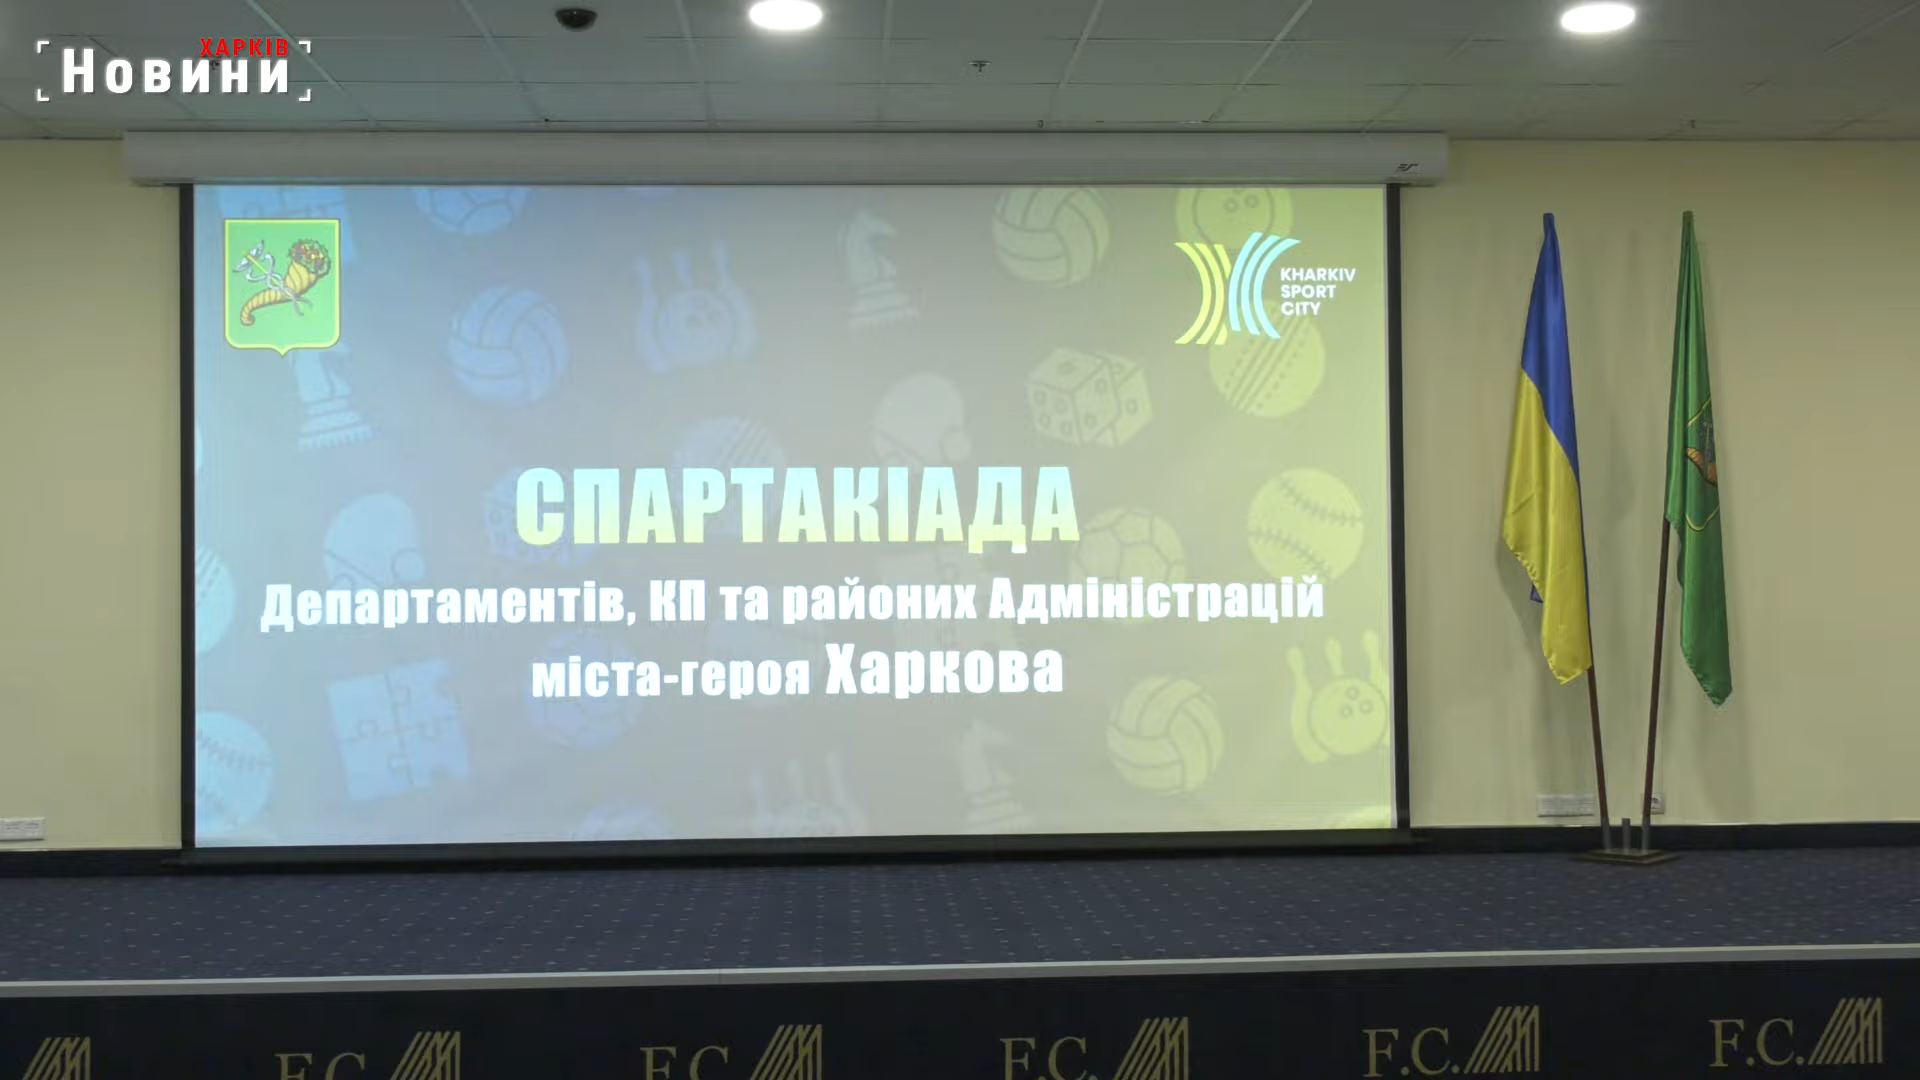 ХАРКІВ
Новини
KHARKIV
SPORT
CITY
СПАРТАКІАДА
Департаментів, КП та районих Адміністрацій
міста-героя Харкова
F.C.
F.C.
F.C.
F.C.
F.C.